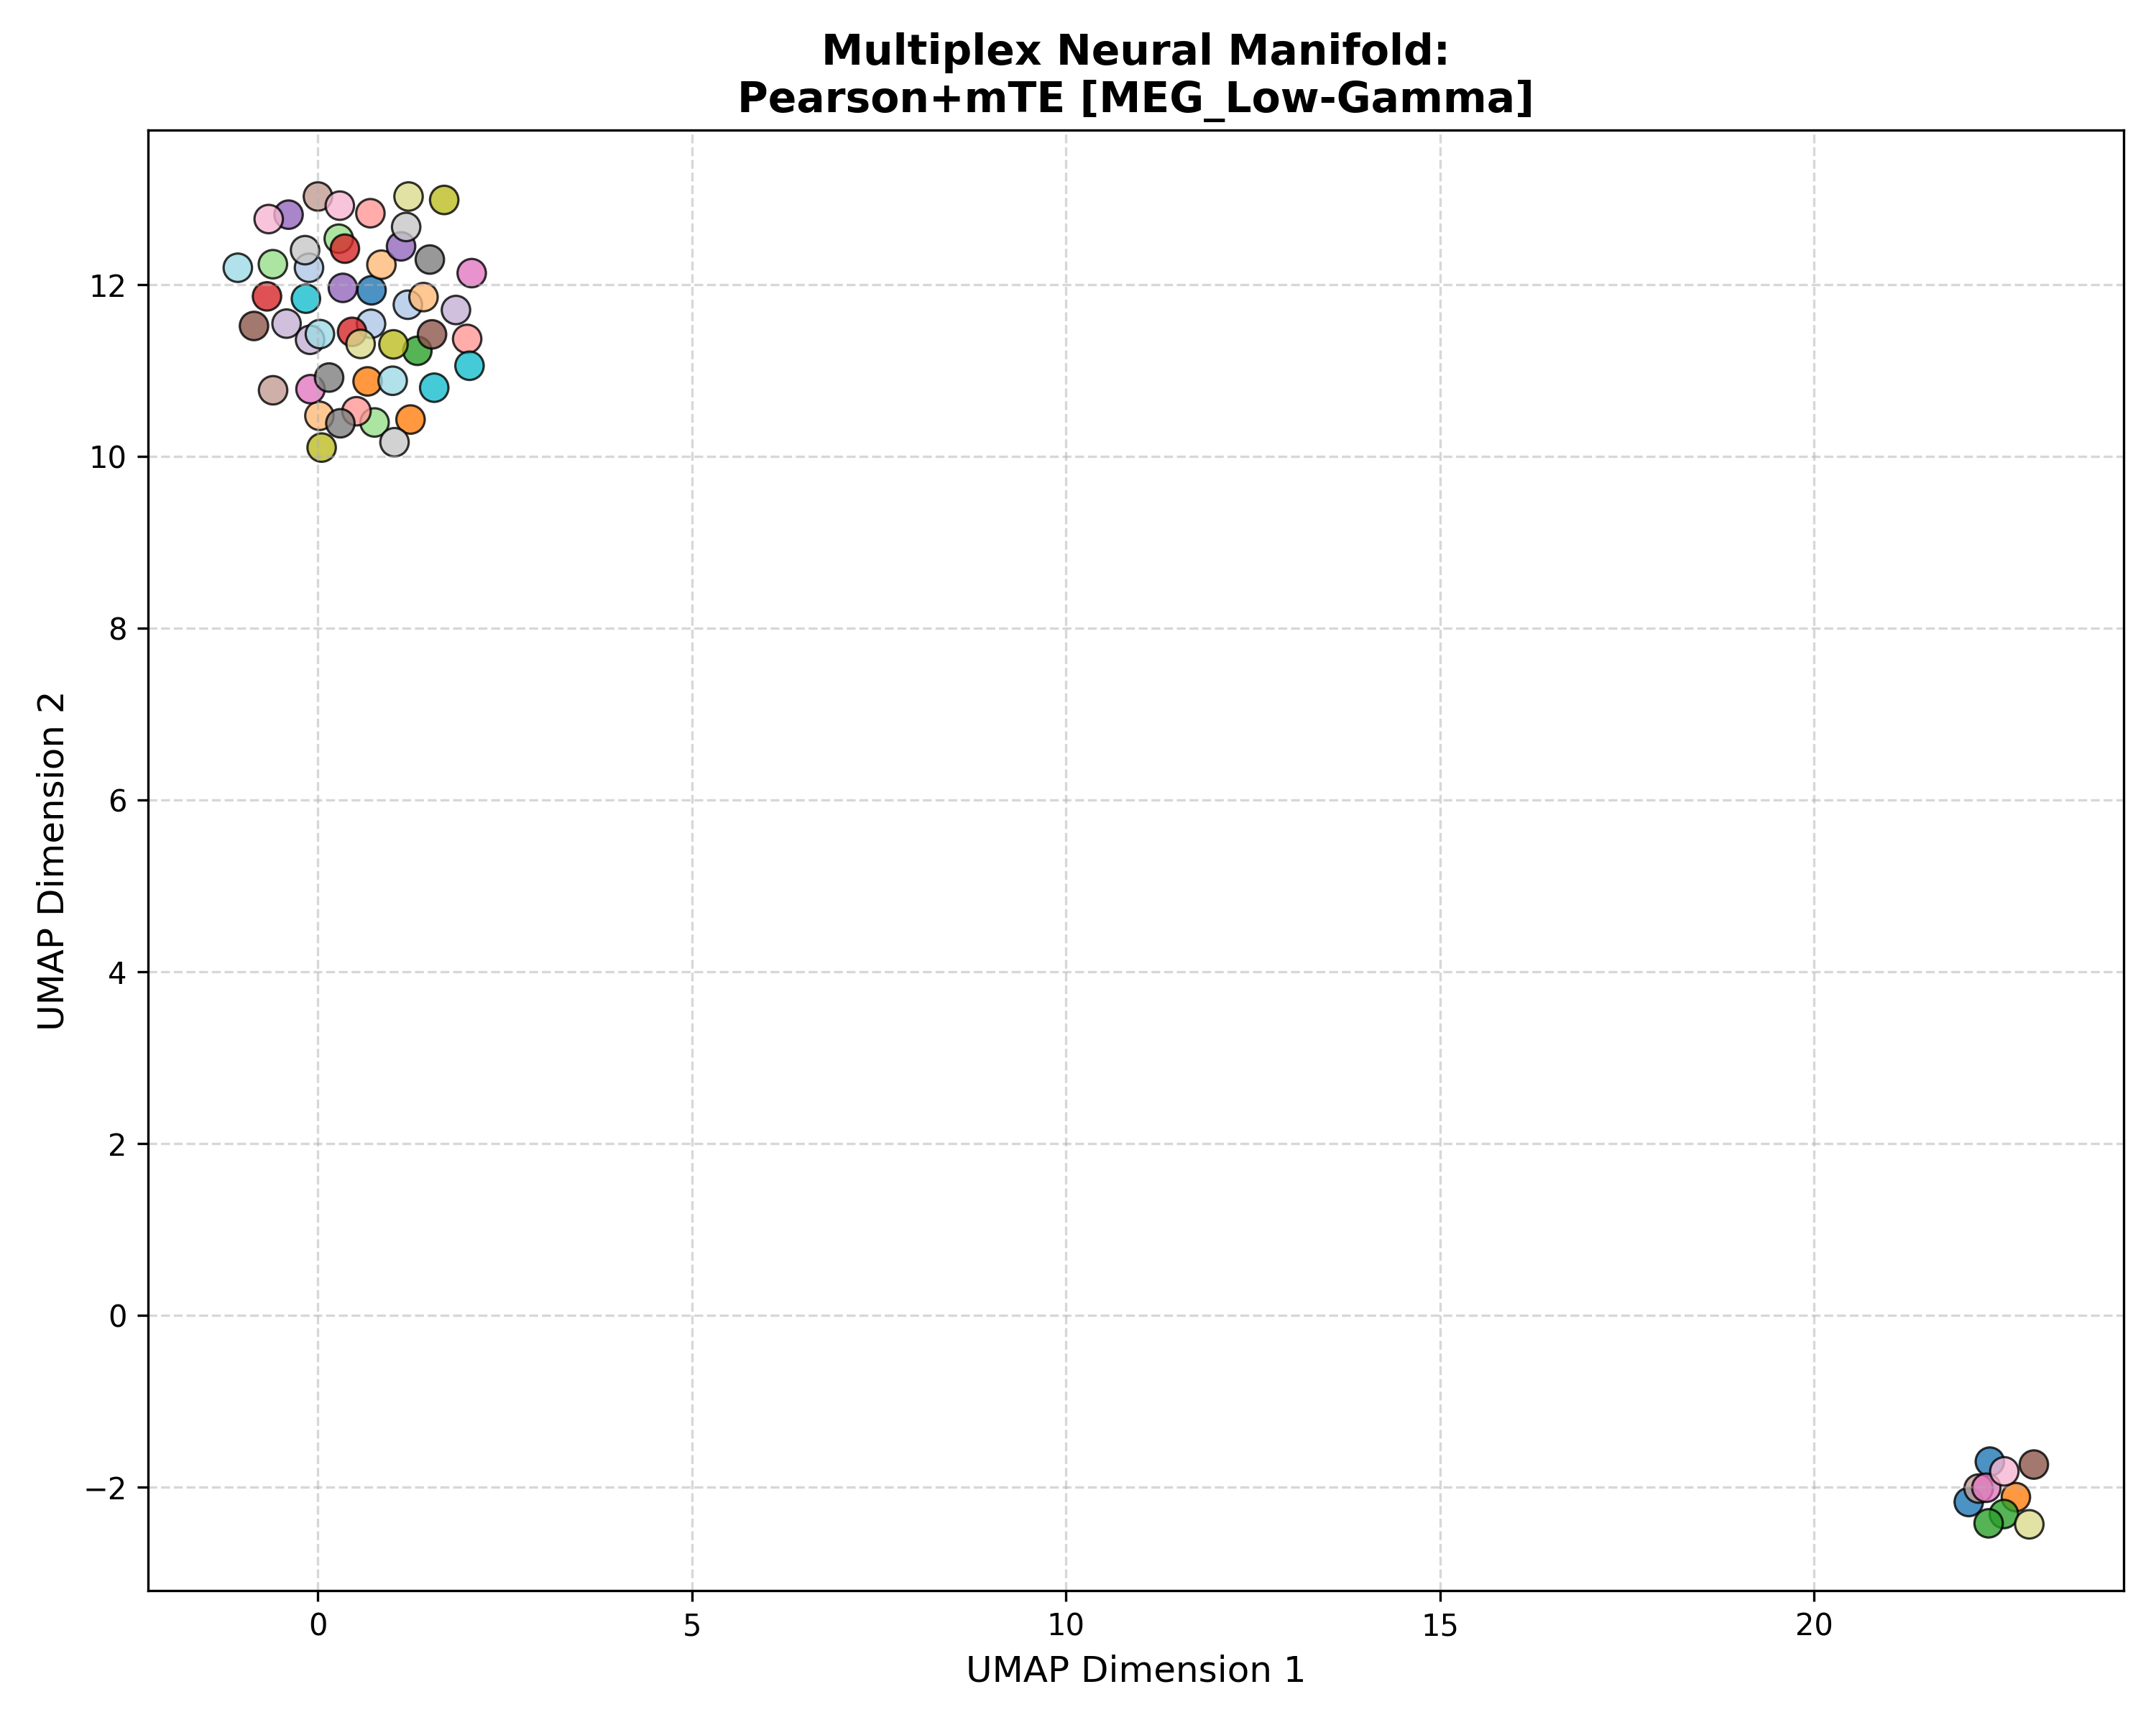 Multiplex Neural Manifold:
Pearson+mTE [MEG_Low-Gamma]
12
10
8
6
4
2
0
−2
UMAP Dimension 2
0 5 10 15 20
UMAP Dimension 1